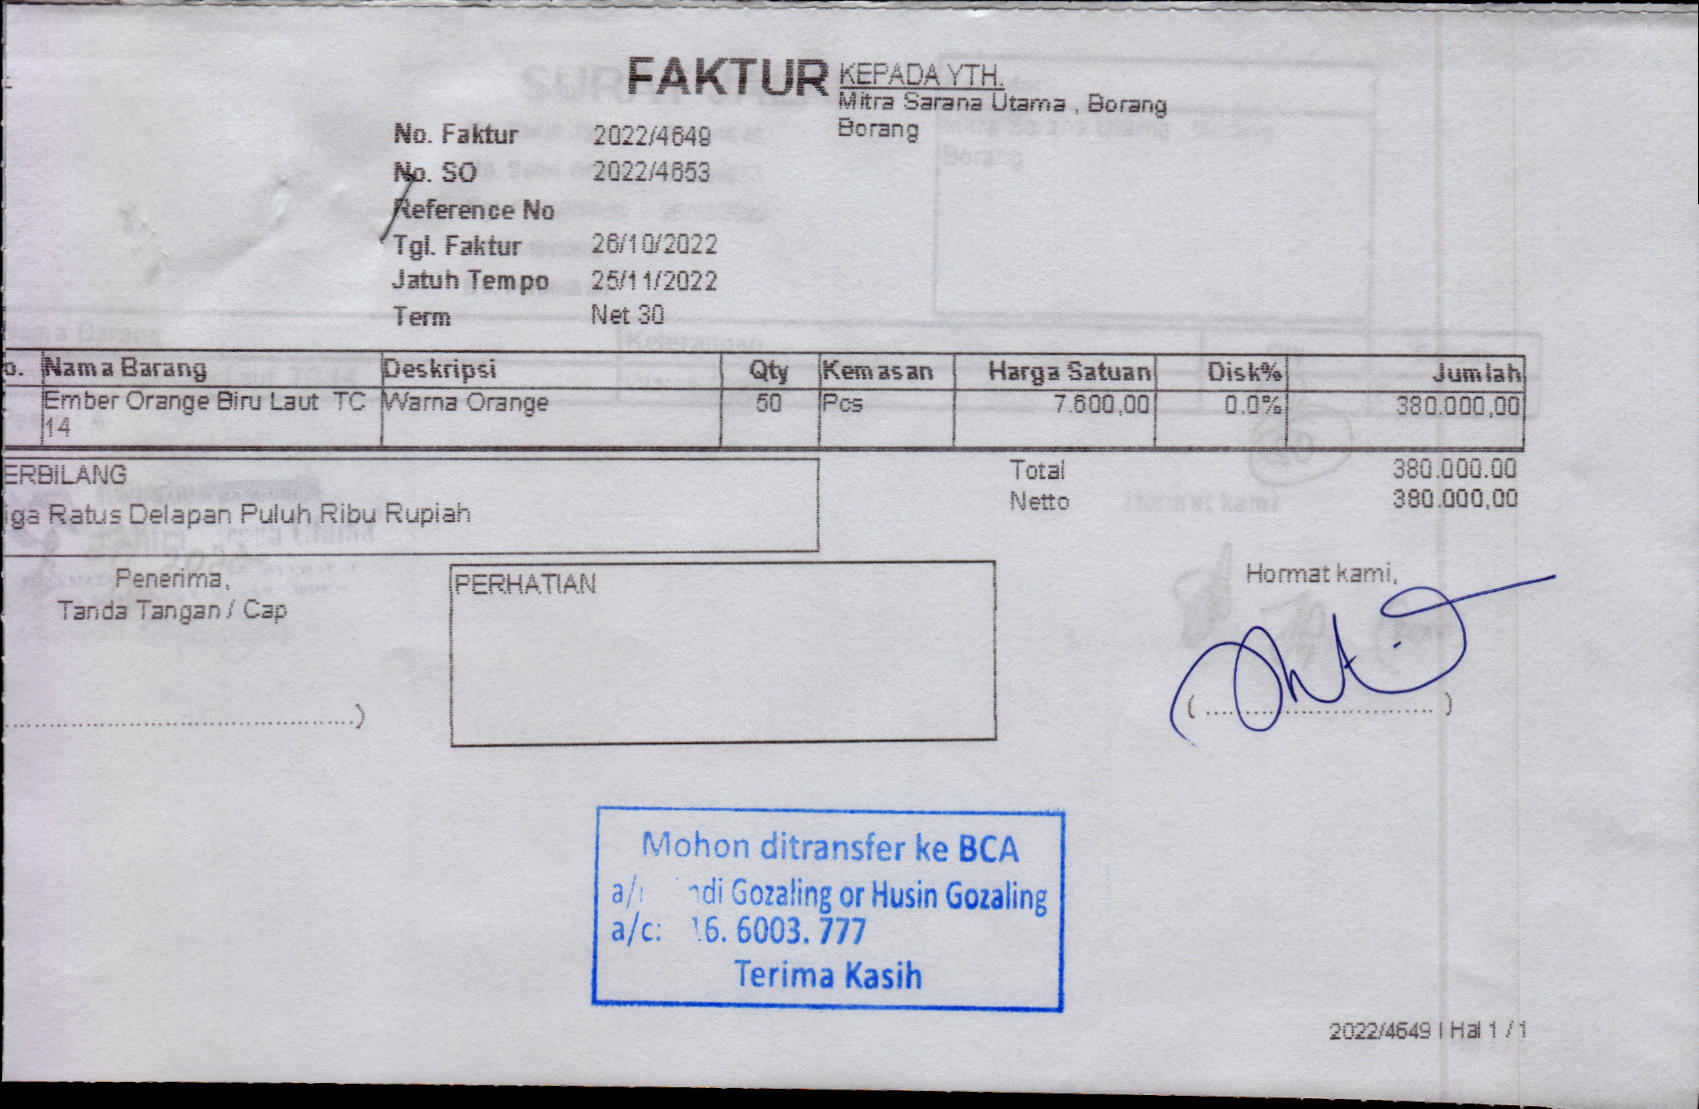 FAKTUR
KEPADA YTH.
Mitra Sarana Utama , Borang
Borang
No. Faktur 2022/4649
No. SO 2022/4653
Reference No
Tgl. Faktur 26/10/2022
Jatuh Tempo 25/11/2022
Term Net 30
o. Nama Barang Deskripsi Qty Kemasan Harga Satuan Disk% Jumlah
Ember Orange Biru Laut TC Warna Orange 50 Pcs 7.600,00 0.0% 380.000,00
14
ERBILANG
iga Ratus Delapan Puluh Ribu Rupiah
Total 380.000.00
Netto 380.000,00
Penerima,
Tanda Tangan / Cap
PERHATIAN
Hormat kami,
Mohon ditransfer ke BCA
a/ di Gozaling or Husin Gozaling
a/c: 6. 6003. 777
Terima Kasih
2022/4649 | Hal 1 / 1